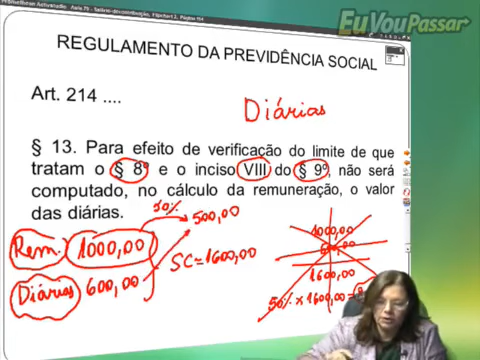 EuVouPassar
REGULAMENTO DA PREVIDÊNCIA SOCIAL
Art. 214 ....
Diárias
§ 13. Para efeito de verificação do limite de que
tratam o § 8º e o inciso VIII do § 9º, não será
computado, no cálculo da remuneração, o valor
das diárias.
50% 500,00
Rem 1000,00
SC=1600,00
Diárias 600,00
1000,00
1600,00
50% x 1600,00 =